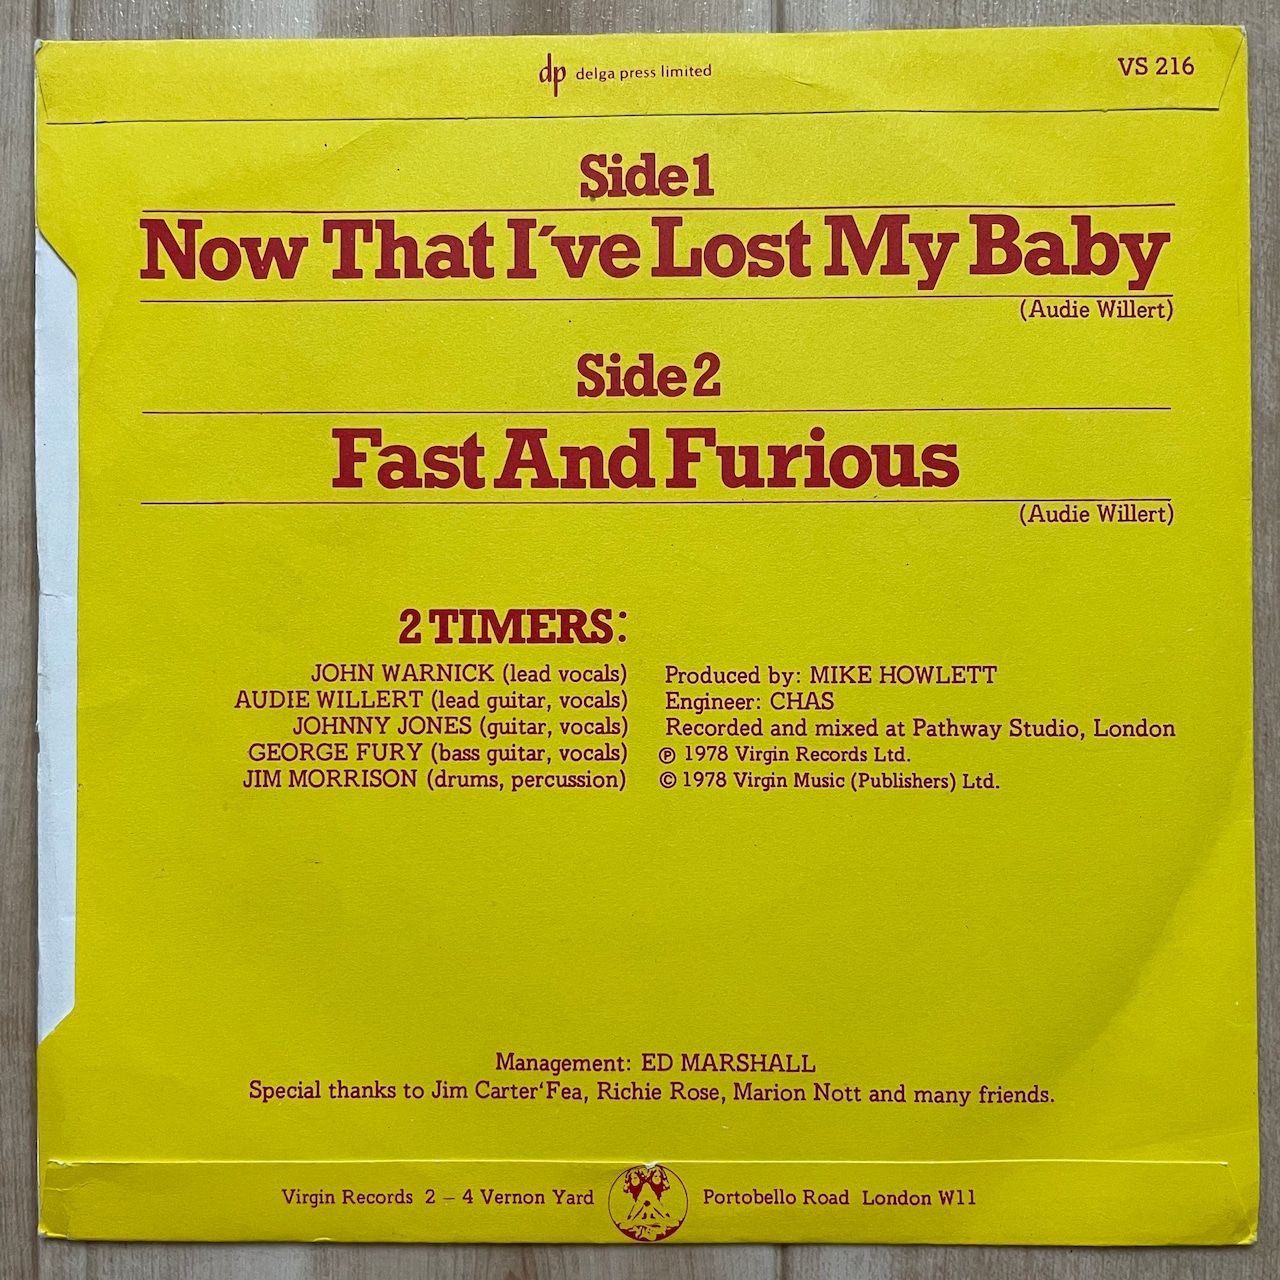 dp delga press limited
VS 216
Side 1
Now That I´ve Lost My Baby
(Audie Willert)
Side 2
Fast And Furious
(Audie Willert)
2 TIMERS:
JOHN WARNICK (lead vocals)
AUDIE WILLERT (lead guitar, vocals)
JOHNNY JONES (guitar, vocals)
GEORGE FURY (bass guitar, vocals)
JIM MORRISON (drums, percussion)
Produced by: MIKE HOWLETT
Engineer: CHAS
Recorded and mixed at Pathway Studio, London
℗ 1978 Virgin Records Ltd.
© 1978 Virgin Music (Publishers) Ltd.
Management: ED MARSHALL
Special thanks to Jim Carter‘Fea, Richie Rose, Marion Nott and many friends.
Virgin Records 2 – 4 Vernon Yard Portobello Road London W11